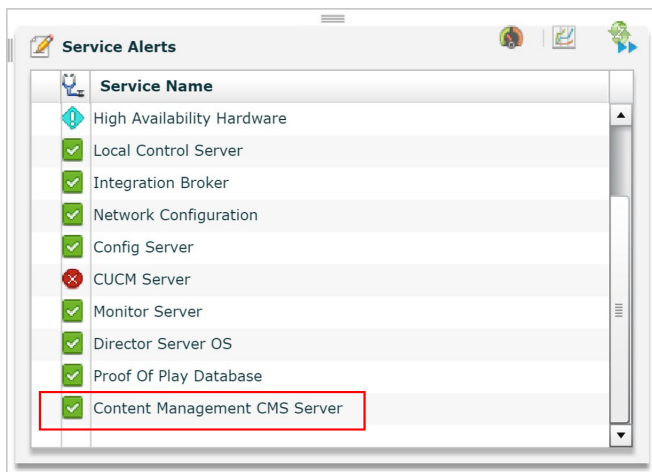 Service Alerts
Service Name
High Availability Hardware
Local Control Server
Integration Broker
Network Configuration
Config Server
CUCM Server
Monitor Server
Director Server OS
Proof Of Play Database
Content Management CMS Server